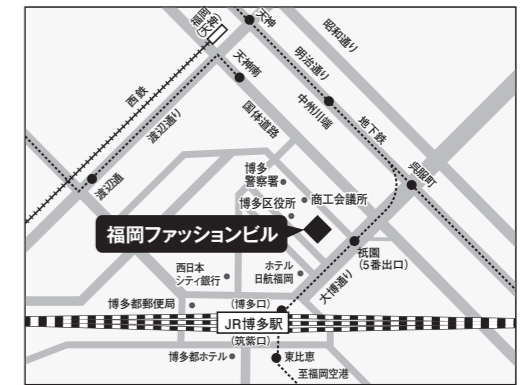 福岡
(天神)
天神
昭和通り
明治通り
西鉄
天神南
中州川端
地下鉄
渡辺通り
国体道路
渡辺通
呉服町
博多
警察署
博多区役所
商工会議所
福岡ファッションビル
祇園
(5番出口)
西日本
シティ銀行
ホテル
日航福岡
大博通り
博多都郵便局
(博多口)
JR博多駅
(筑紫口)
博多都ホテル
東比恵
至福岡空港